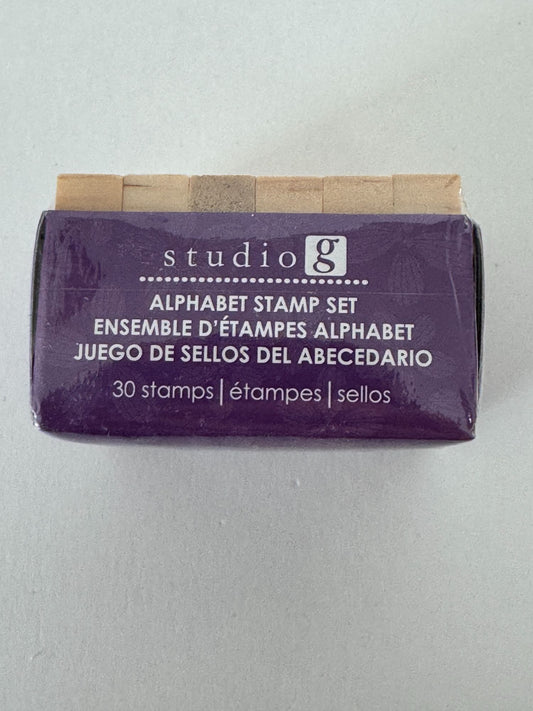 studio g
ALPHABET STAMP SET
ENSEMBLE D'ÉTAMPES ALPHABET
JUEGO DE SELLOS DEL ABECEDARIO
30 stamps | étampes | sellos